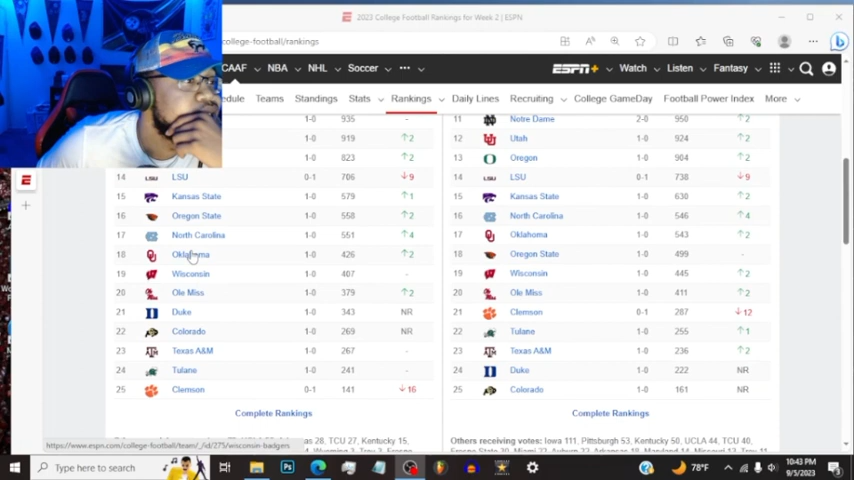 2023 College Football Rankings for Week 2 | ESPN
college-football/rankings
CAAF NBA NHL Soccer ••• ESPN+ Watch Listen Fantasy
edule Teams Standings Stats Rankings Daily Lines Recruiting College GameDay Football Power Index More
1-0 935 -
1-0 919 2
1-0 823 2
14 LSU LSU 0-1 706 9
15 Kansas State 1-0 579 1
16 Oregon State 1-0 558 2
17 North Carolina 1-0 551 4
18 Oklahoma 1-0 426 2
19 Wisconsin 1-0 407 -
20 Ole Miss 1-0 379 2
21 Duke 1-0 343 NR
22 Colorado 1-0 269 NR
23 Texas A&M 1-0 267 -
24 Tulane 1-0 241 -
25 Clemson 0-1 141 16
Complete Rankings
11 Notre Dame 2-0 950 2
12 Utah 1-0 924 2
13 Oregon 1-0 904 2
14 LSU LSU 0-1 738 9
15 Kansas State 1-0 630 2
16 North Carolina 1-0 546 4
17 Oklahoma 1-0 543 2
18 Oregon State 1-0 499 -
19 Wisconsin 1-0 445 2
20 Ole Miss 1-0 411 2
21 Clemson 0-1 287 12
22 Tulane 1-0 255 1
23 Texas A&M 1-0 236 2
24 Duke 1-0 222 NR
25 Colorado 1-0 161 NR
Complete Rankings
https://www.espn.com/college-football/team/_/id/275/wisconsin-badgers
as 28, TCU 27, Kentucky 15,
Others receiving votes: Iowa 111, Pittsburgh 53, Kentucky 50, UCLA 44, TCU 40,
Type here to search
78°F
10:43 PM
9/5/2023